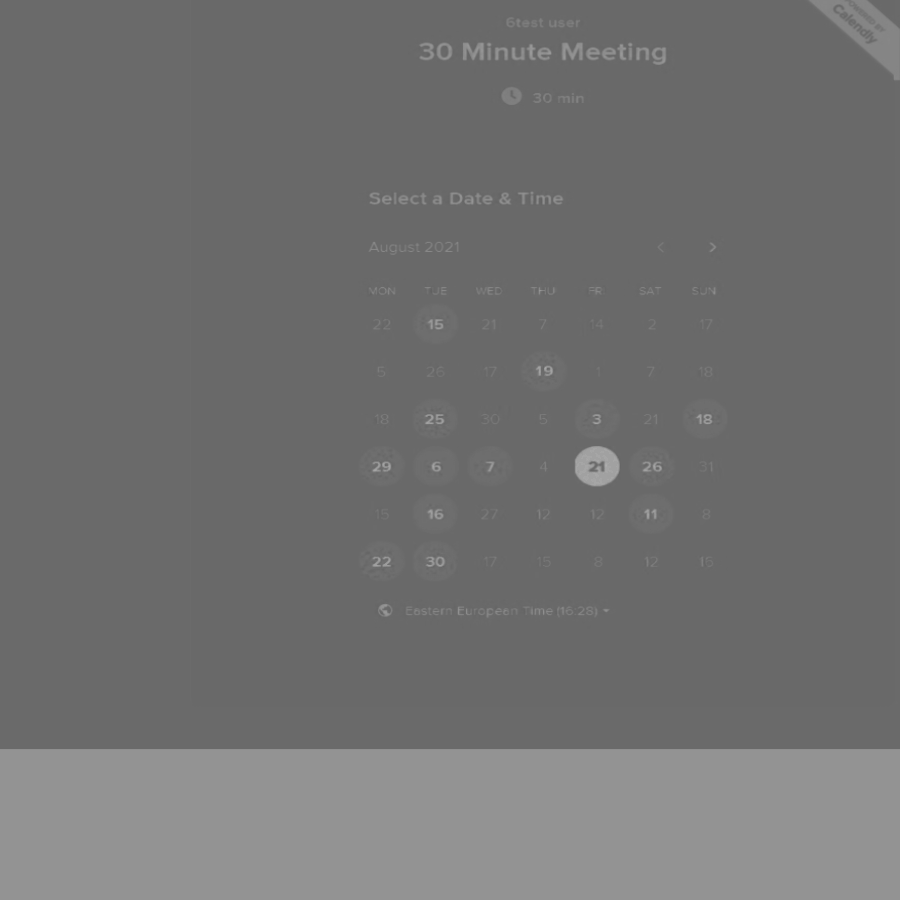 6test user
POWERED BY
Calendly
30 Minute Meeting
30 min
Select a Date & Time
August 2021
MON TUE WED THU FRI SAT SUN
22 15 21 7 14 2 17
5 26 17 19 1 7 18
18 25 30 5 3 21 18
29 6 7 4 21 26 31
15 16 27 12 12 11 8
22 30 17 15 8 12 15
Eastern European Time (16:28)